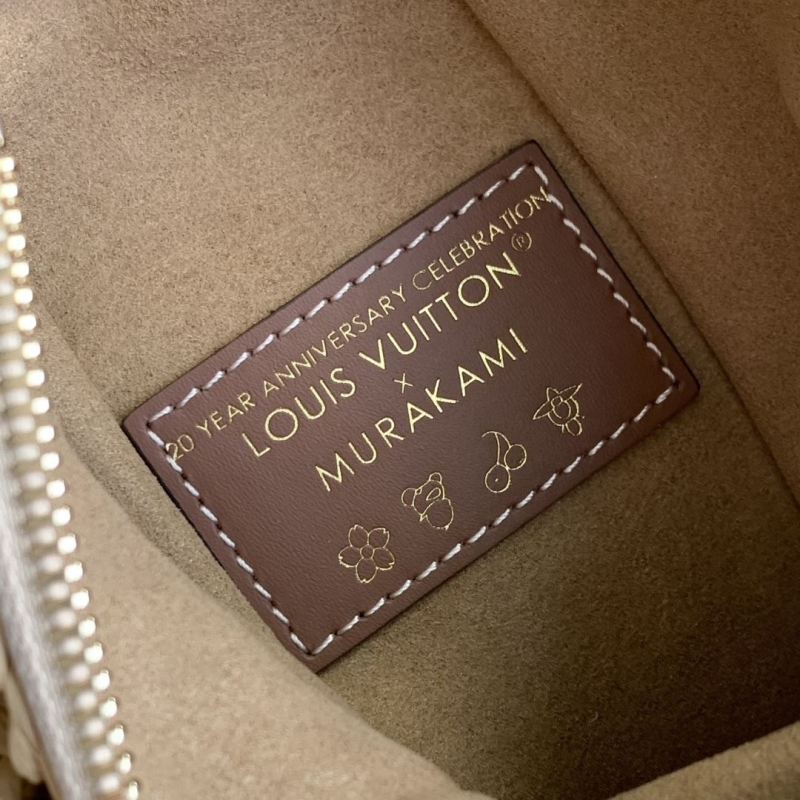 20 YEAR ANNIVERSARY CELEBRATION
LOUIS VUITTON®
×
MURAKAMI